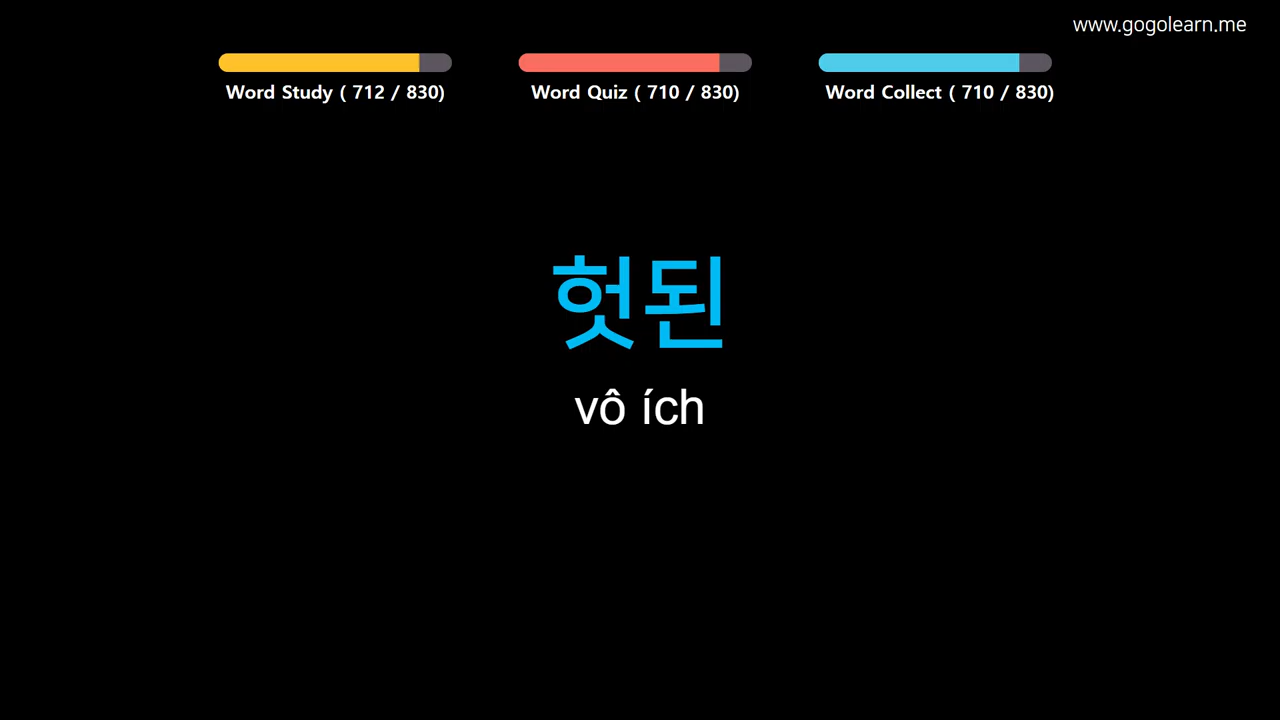 www.gogolearn.me
Word Study ( 712 / 830)
Word Quiz ( 710 / 830)
Word Collect ( 710 / 830)
헛된
vô ích